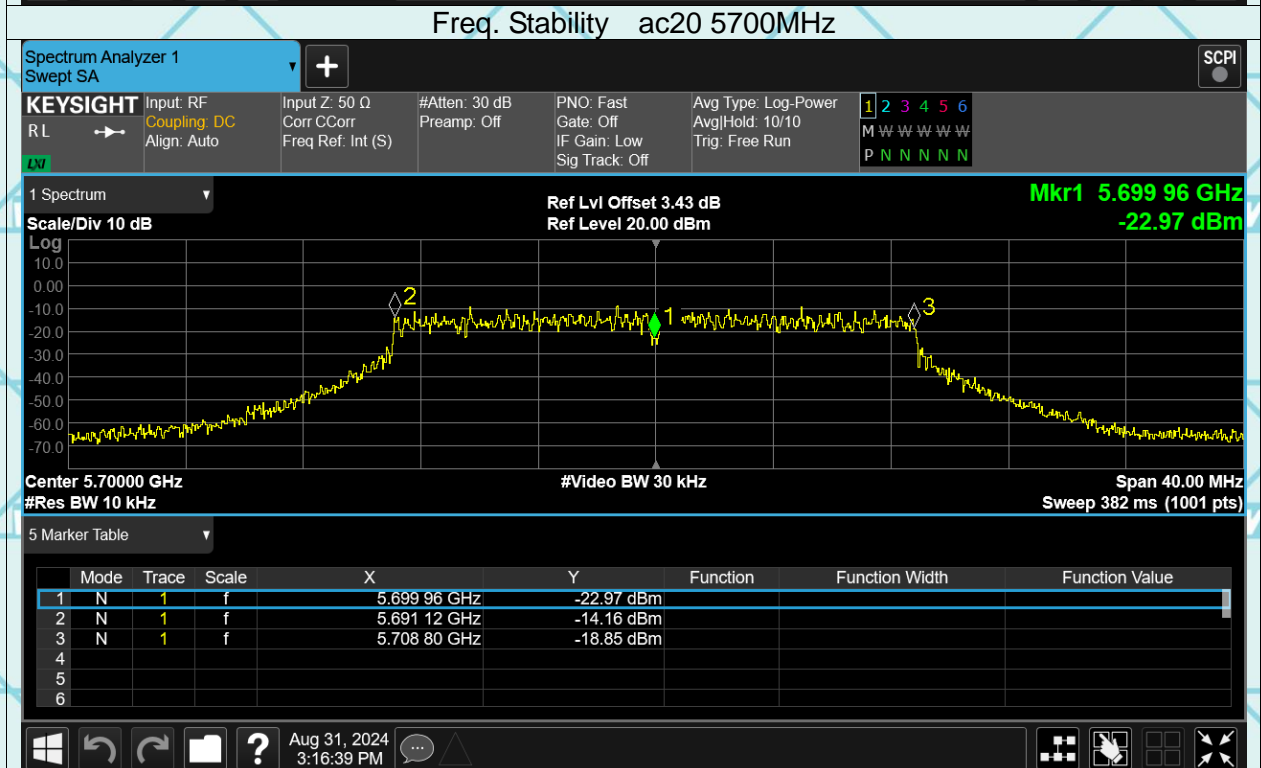 Freq. Stability ac20 5700MHz
Spectrum Analyzer 1
Swept SA
+
SCPI
KEYSIGHT Input: RF Input Z: 50 Ω #Atten: 30 dB PNO: Fast Avg Type: Log-Power 1 2 3 4 5 6
R L Coupling: DC Corr CCorr Preamp: Off Gate: Off Avg|Hold: 10/10 M W W W W W W
Align: Auto Freq Ref: Int (S) IF Gain: Low Trig: Free Run P N N N N N
LXI Sig Track: Off
1 Spectrum
Ref Lvl Offset 3.43 dB Mkr1 5.699 96 GHz
Scale/Div 10 dB Ref Level 20.00 dBm -22.97 dBm
Log
10.0
0.00
2
3
-10.0
1
-20.0
-30.0
-40.0
-50.0
-60.0
-70.0
Center 5.70000 GHz #Video BW 30 kHz Span 40.00 MHz
#Res BW 10 kHz Sweep 382 ms (1001 pts)
5 Marker Table
Mode Trace Scale X Y Function Function Width Function Value
1 N 1 f 5.699 96 GHz -22.97 dBm
2 N 1 f 5.691 12 GHz -14.16 dBm
3 N 1 f 5.708 80 GHz -18.85 dBm
4
5
6
? Aug 31, 2024
3:16:39 PM